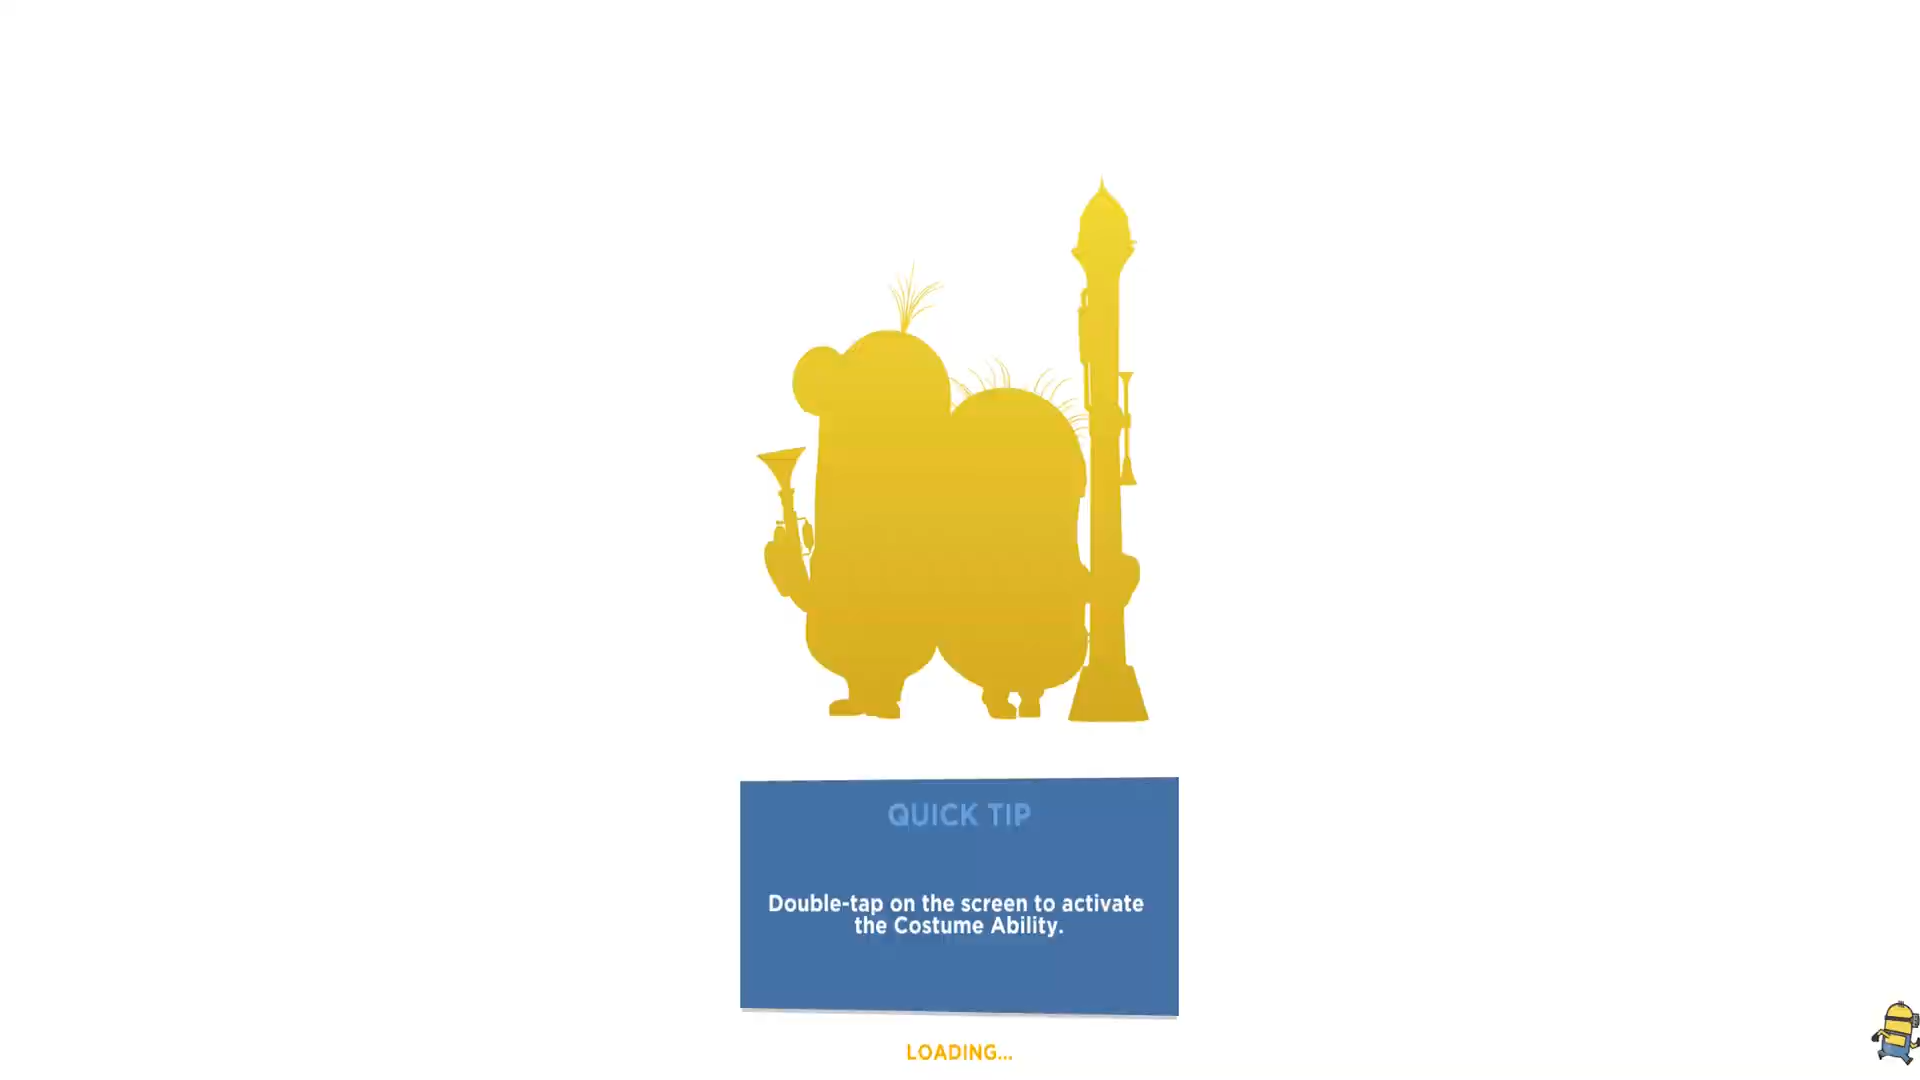 QUICK TIP
Double-tap on the screen to activate
the Costume Ability.
LOADING...